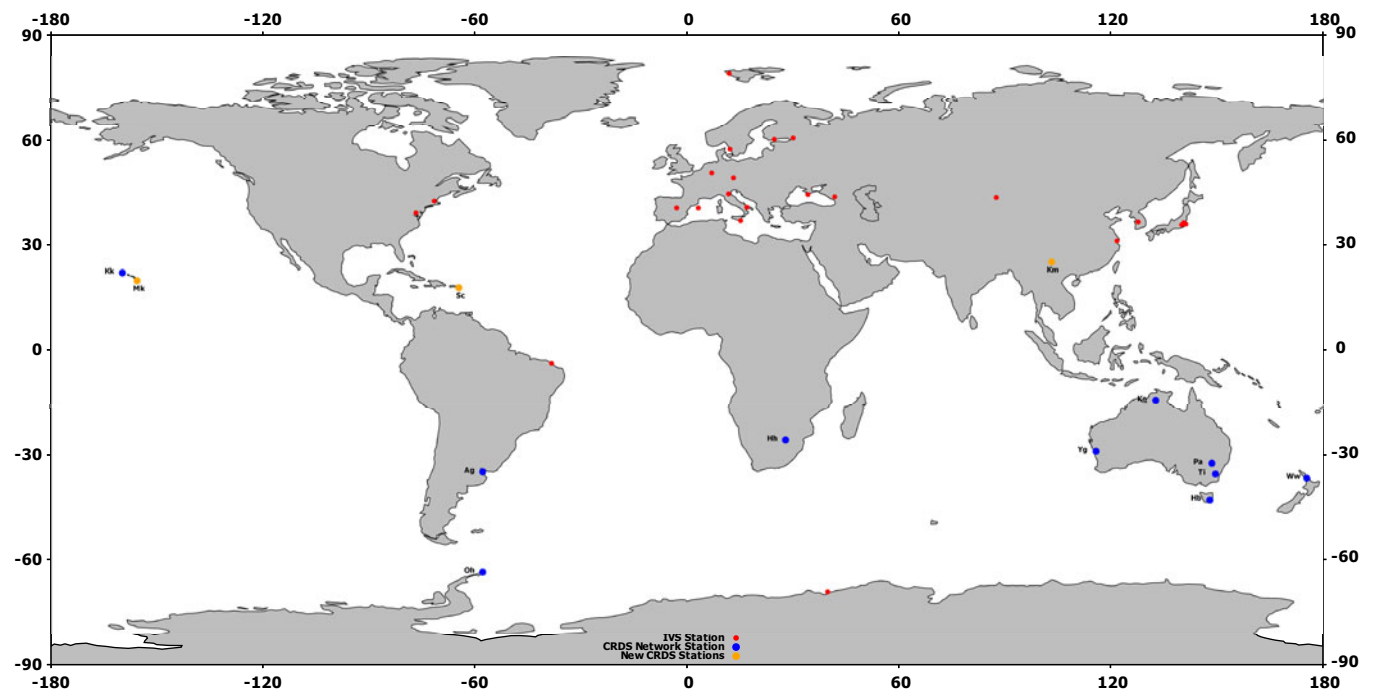 -180 -120 -60 0 60 120 180
90 90
60 60
30 30
Kk
Mk
Sc
Km
0 0
Ke
-30 -30
Hh
Yg
Pa
Ag
Ti
Ww
Hb
-60 -60
Oh
IVS Station
CRDS Network Station
New CRDS Stations
-90 -90
-180 -120 -60 0 60 120 180